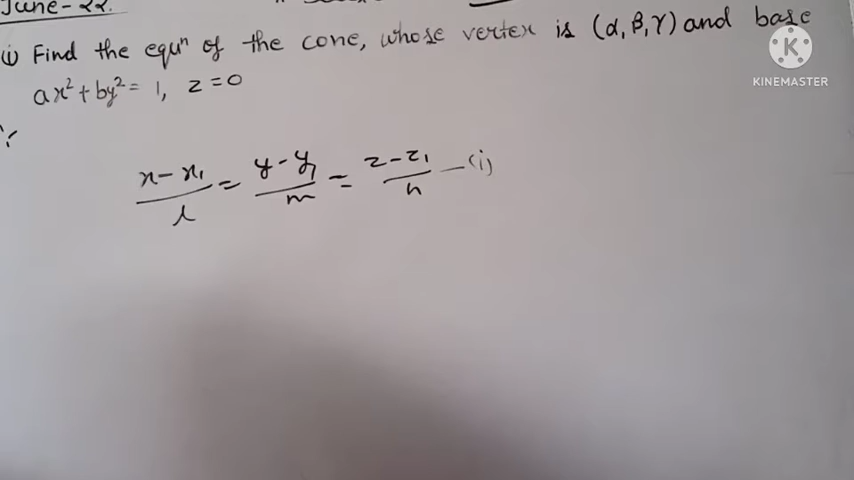 June-22.
(i) Find the equⁿ of the cone, whose vertex is (α, β, γ) and base
ax² + by² = 1, z = 0
K
KINEMASTER
∴
(x - x₁)/l = (y - y₁)/m = (z - z₁)/n —(i)